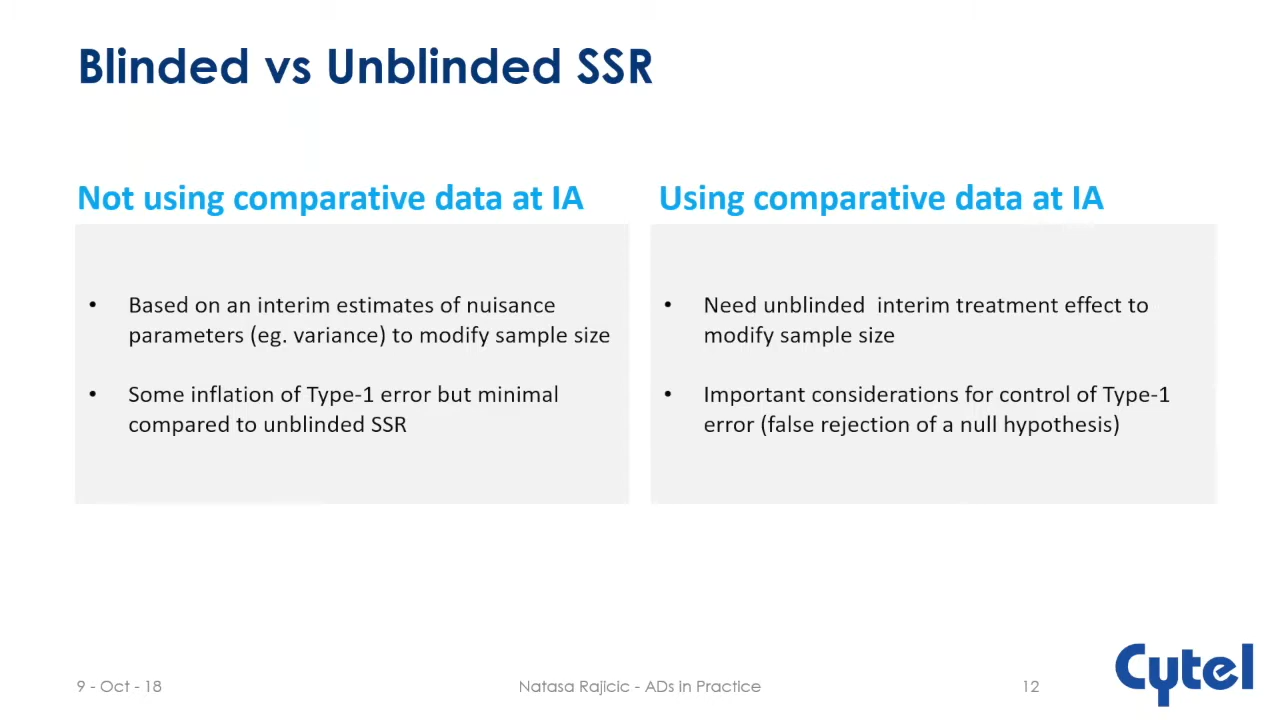 Blinded vs Unblinded SSR
Not using comparative data at IA
• Based on an interim estimates of nuisance
parameters (eg. variance) to modify sample size
• Some inflation of Type-1 error but minimal
compared to unblinded SSR
Using comparative data at IA
• Need unblinded  interim treatment effect to
modify sample size
• Important considerations for control of Type-1
error (false rejection of a null hypothesis)
9 - Oct - 18
Natasa Rajicic - ADs in Practice
12
Cytel